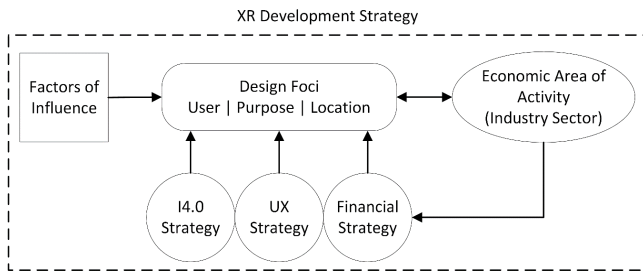 XR Development Strategy
Factors of
Influence
Design Foci
User | Purpose | Location
Economic Area of
Activity
(Industry Sector)
I4.0
Strategy
UX
Strategy
Financial
Strategy